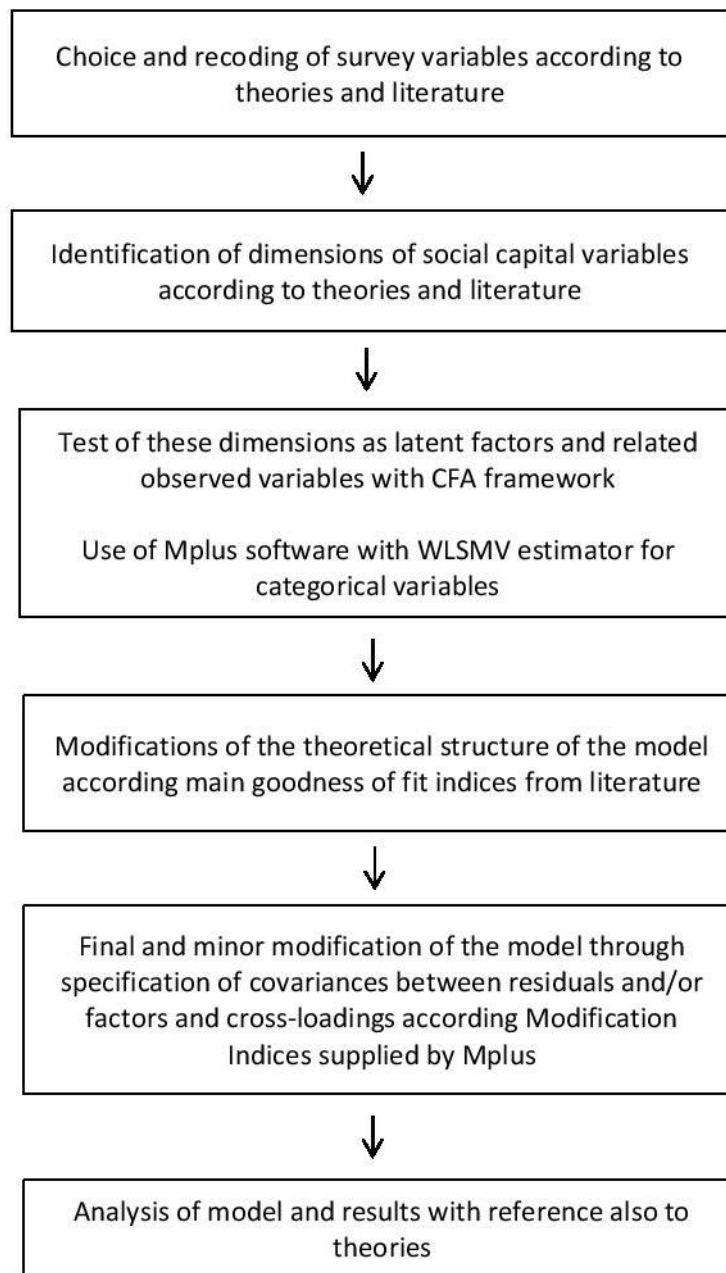 Choice and recoding of survey variables according to
theories and literature
Identification of dimensions of social capital variables
according to theories and literature
Test of these dimensions as latent factors and related
observed variables with CFA framework
Use of Mplus software with WLSMV estimator for
categorical variables
Modifications of the theoretical structure of the model
according main goodness of fit indices from literature
Final and minor modification of the model through
specification of covariances between residuals and/or
factors and cross-loadings according Modification
Indices supplied by Mplus
Analysis of model and results with reference also to
theories